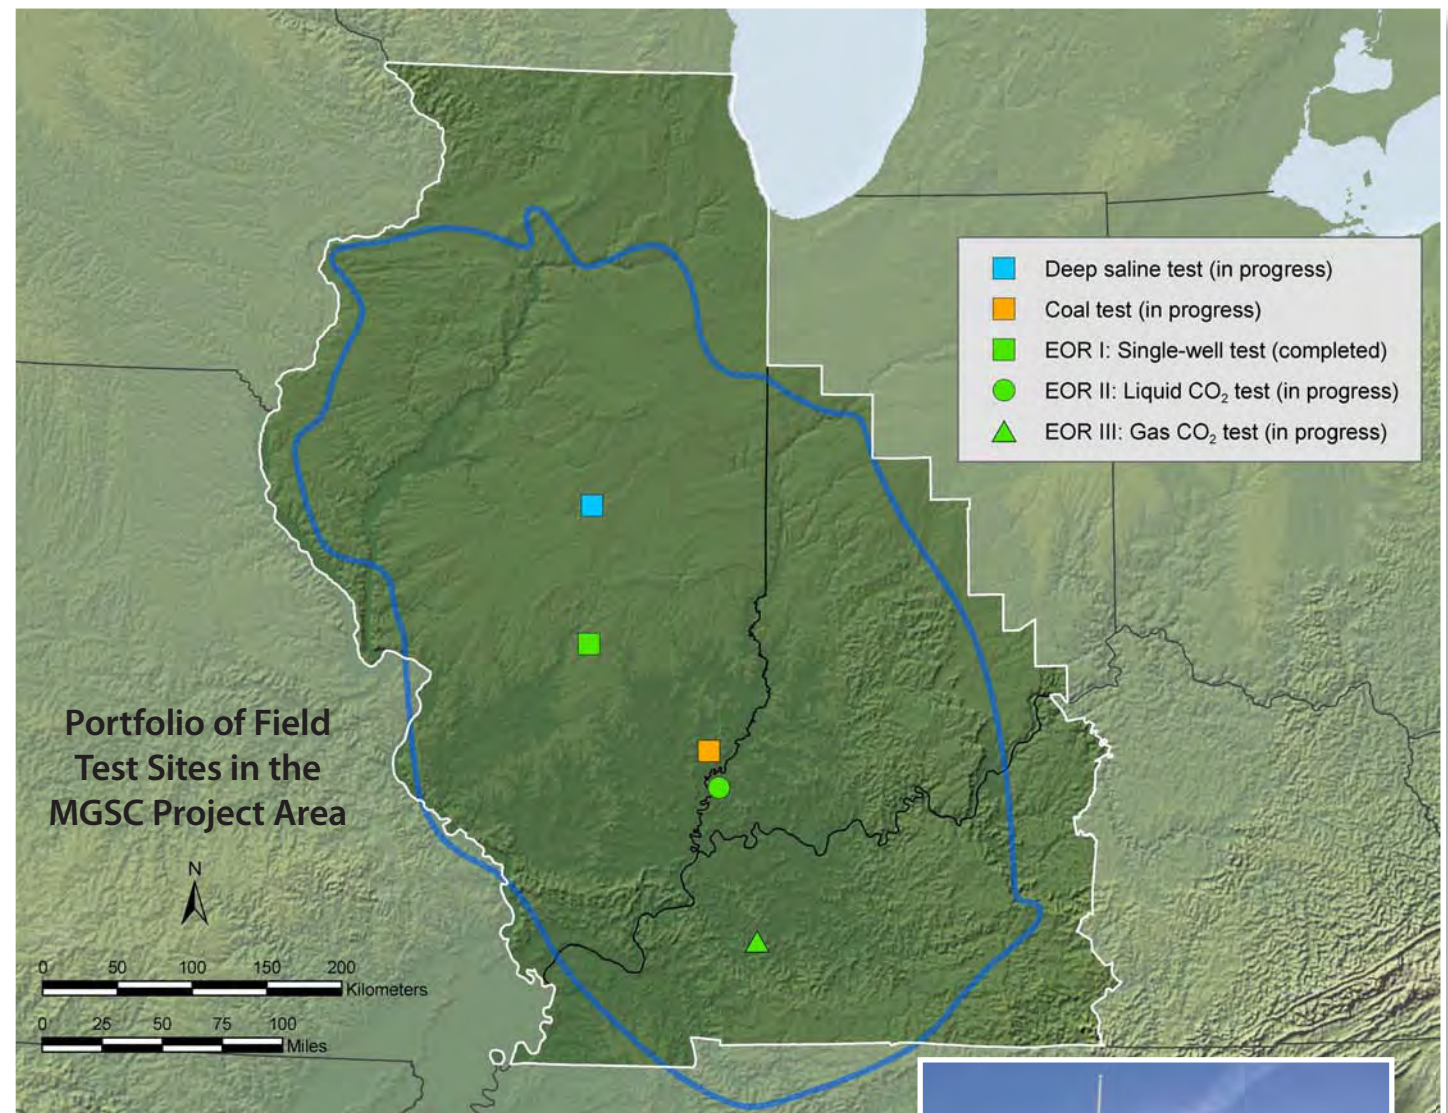 Deep saline test (in progress)
Coal test (in progress)
EOR I: Single-well test (completed)
EOR II: Liquid CO₂ test (in progress)
EOR III: Gas CO₂ test (in progress)
Portfolio of Field
Test Sites in the
MGSC Project Area
N
0 50 100 150 200
Kilometers
0 25 50 75 100
Miles